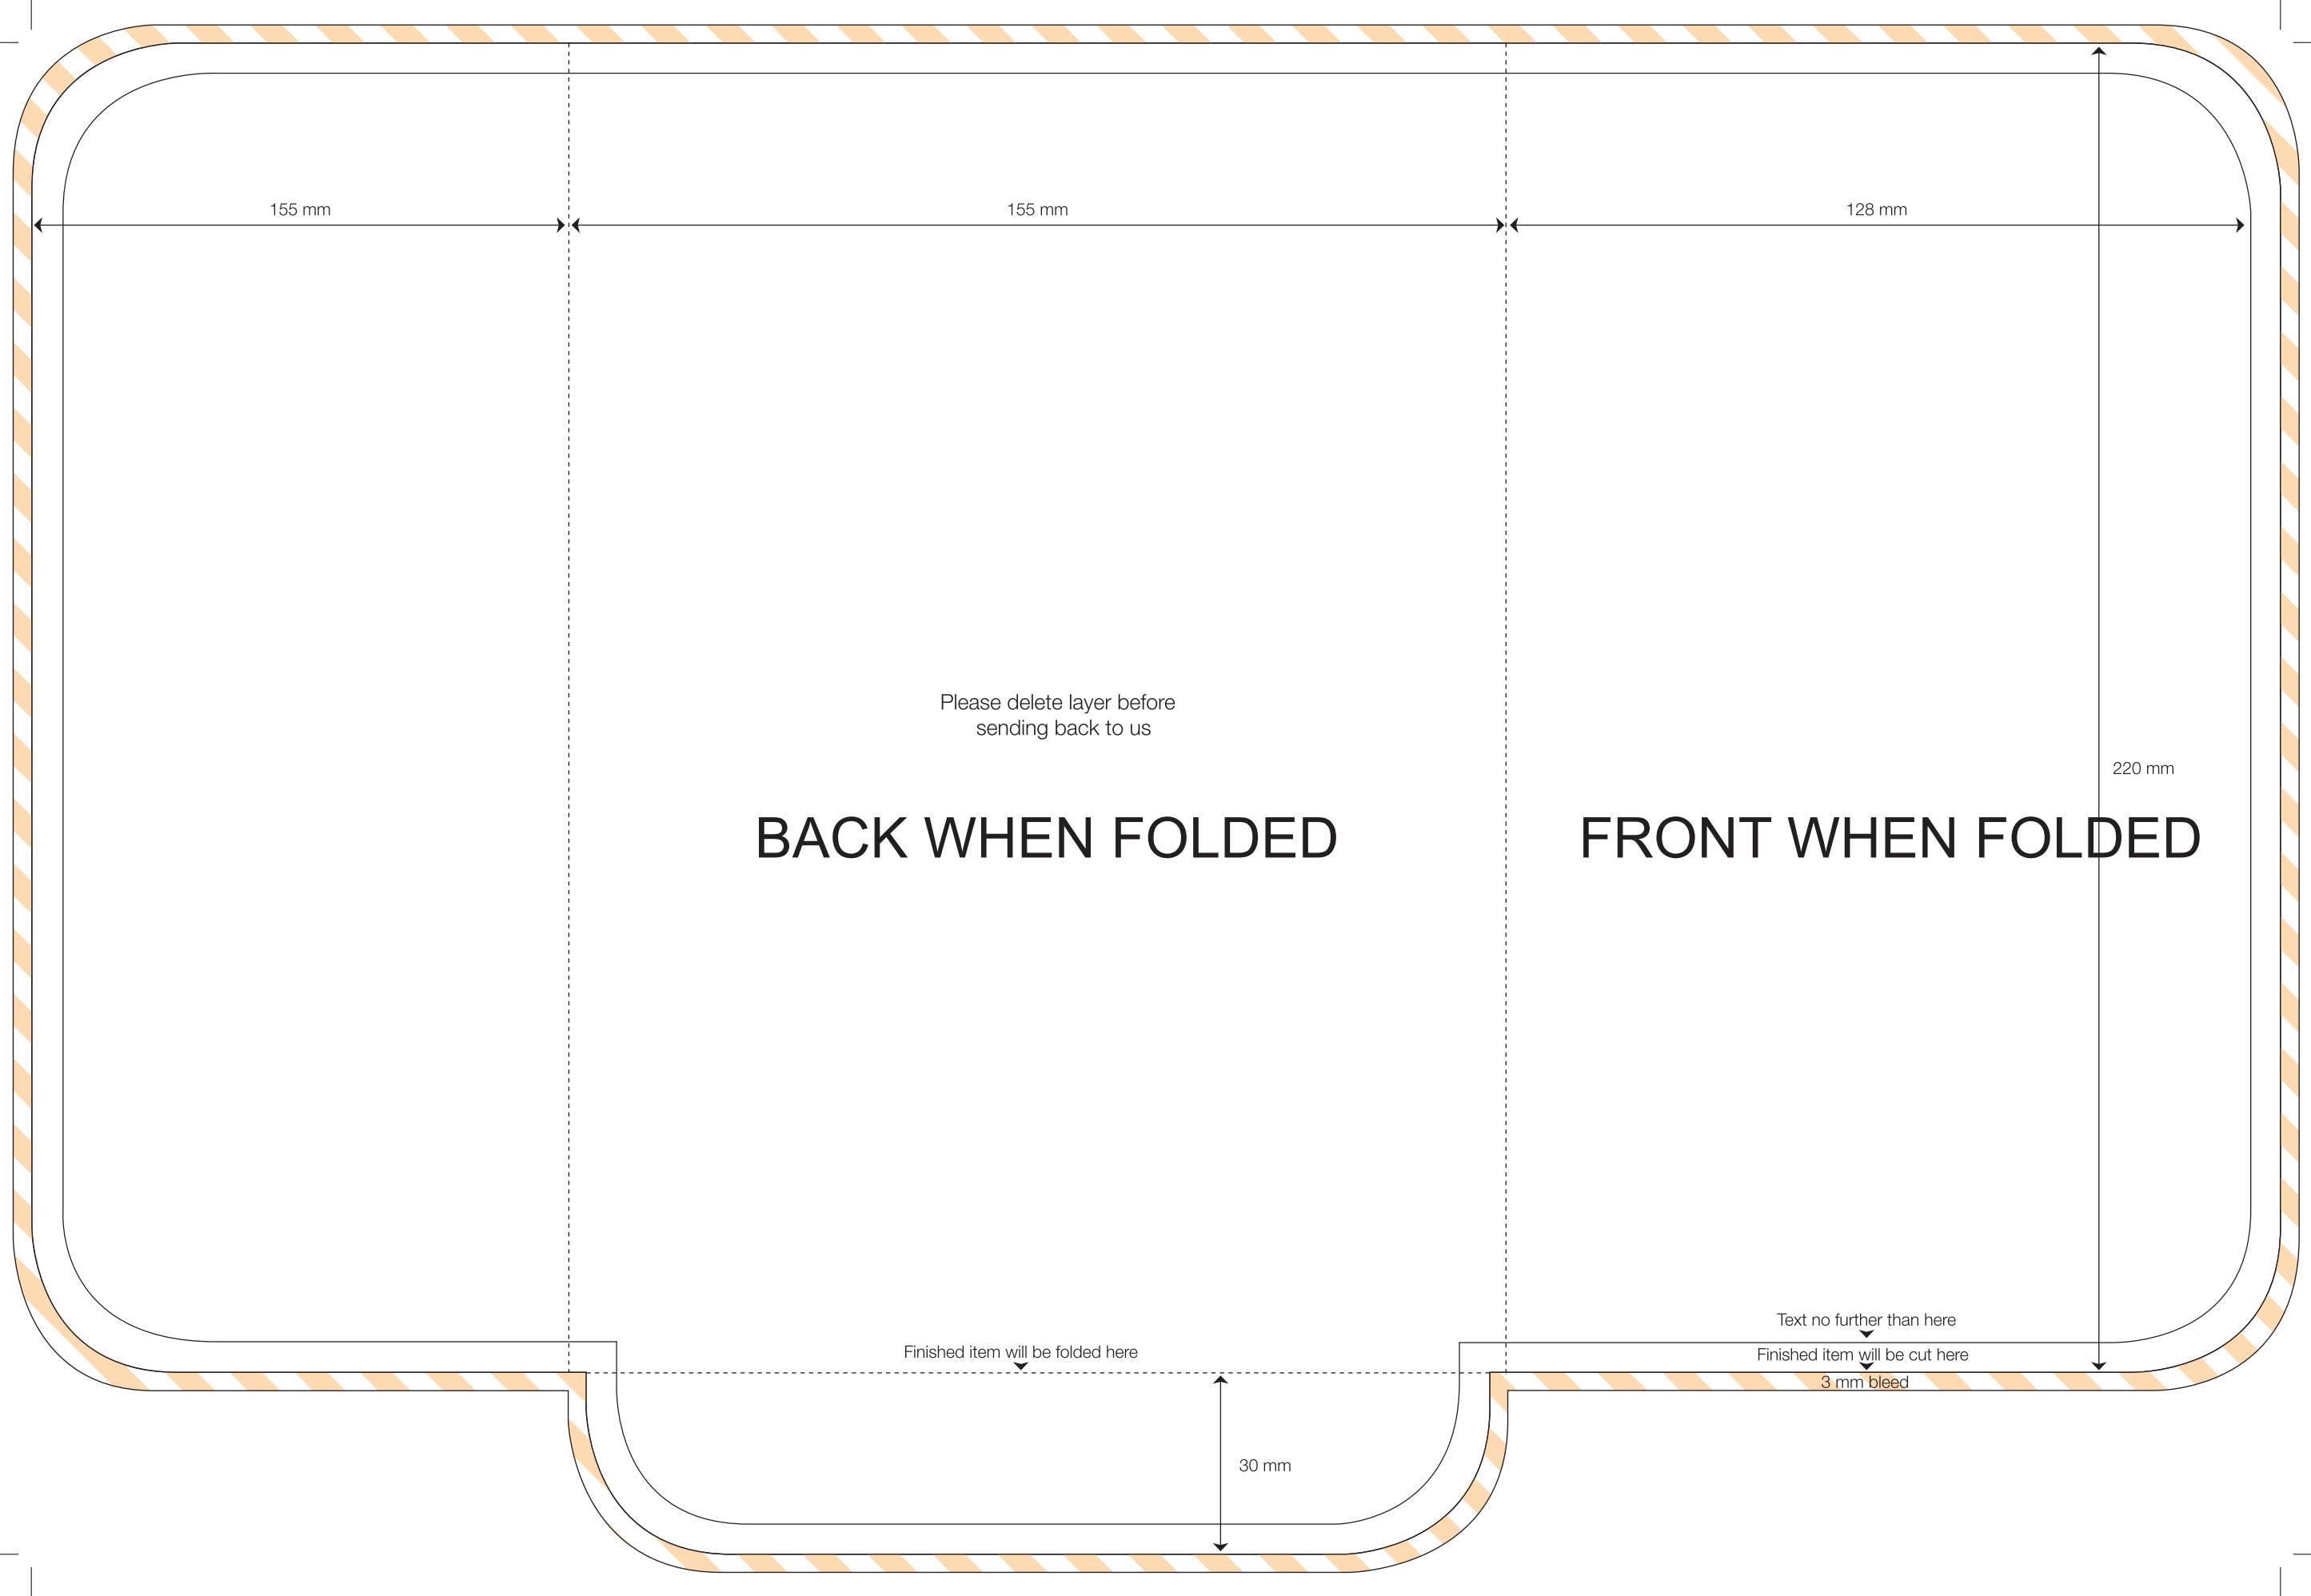 155 mm
155 mm
128 mm
Please delete layer before
sending back to us
220 mm
BACK WHEN FOLDED
FRONT WHEN FOLDED
Text no further than here
Finished item will be folded here
Finished item will be cut here
3 mm bleed
30 mm